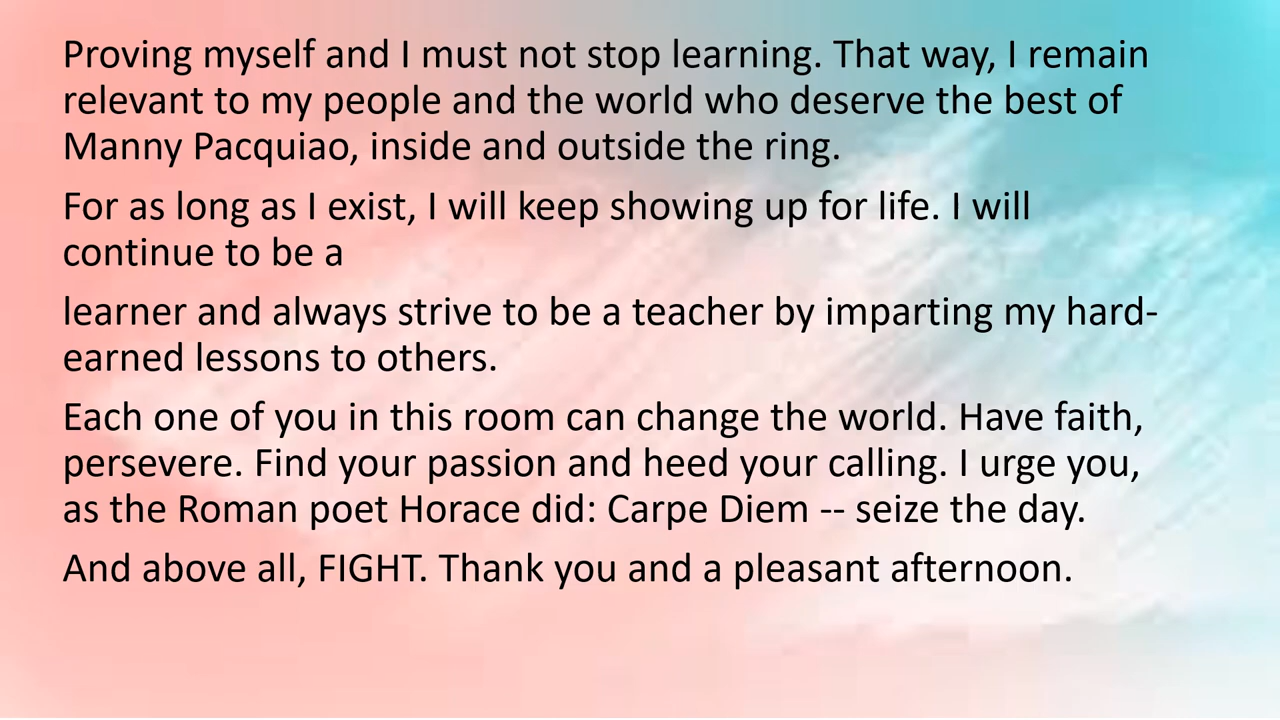 Proving myself and I must not stop learning. That way, I remain
relevant to my people and the world who deserve the best of
Manny Pacquiao, inside and outside the ring.
For as long as I exist, I will keep showing up for life. I will
continue to be a
learner and always strive to be a teacher by imparting my hard-
earned lessons to others.
Each one of you in this room can change the world. Have faith,
persevere. Find your passion and heed your calling. I urge you,
as the Roman poet Horace did: Carpe Diem -- seize the day.
And above all, FIGHT. Thank you and a pleasant afternoon.